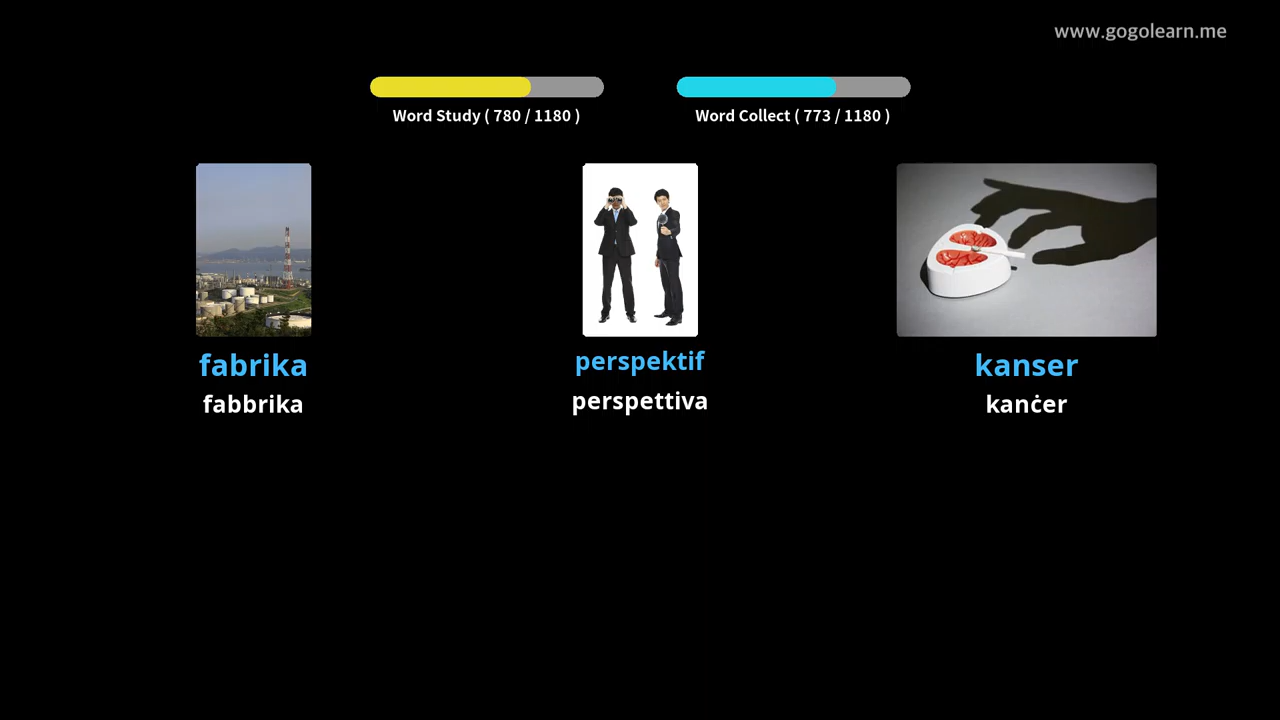 www.gogolearn.me
Word Study ( 780 / 1180 )
Word Collect ( 773 / 1180 )
fabrika
fabbrika
perspektif
perspettiva
kanser
kanċer